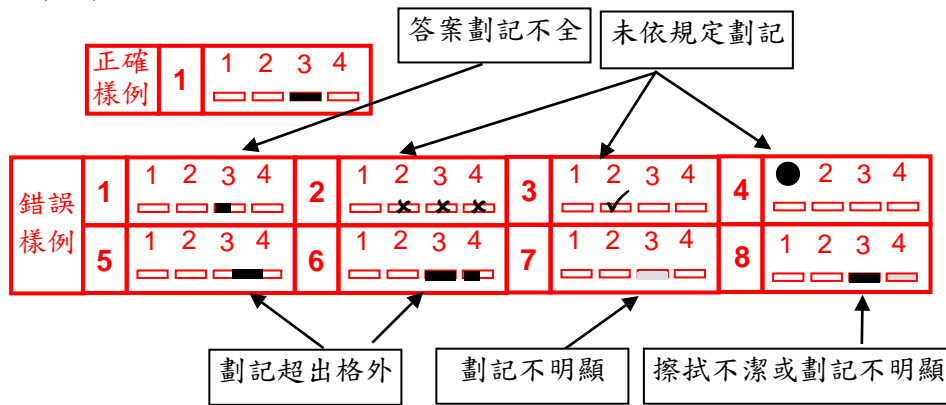 答案劃記不全
未依規定劃記
正確
樣例
1
1 2 3 4
錯誤
樣例
1
1 2 3 4
2
1 2 3 4
3
1 2 3 4
4
2 3 4
5
1 2 3 4
6
1 2 3 4
7
1 2 3 4
8
1 2 3 4
劃記超出格外
劃記不明顯
擦拭不潔或劃記不明顯